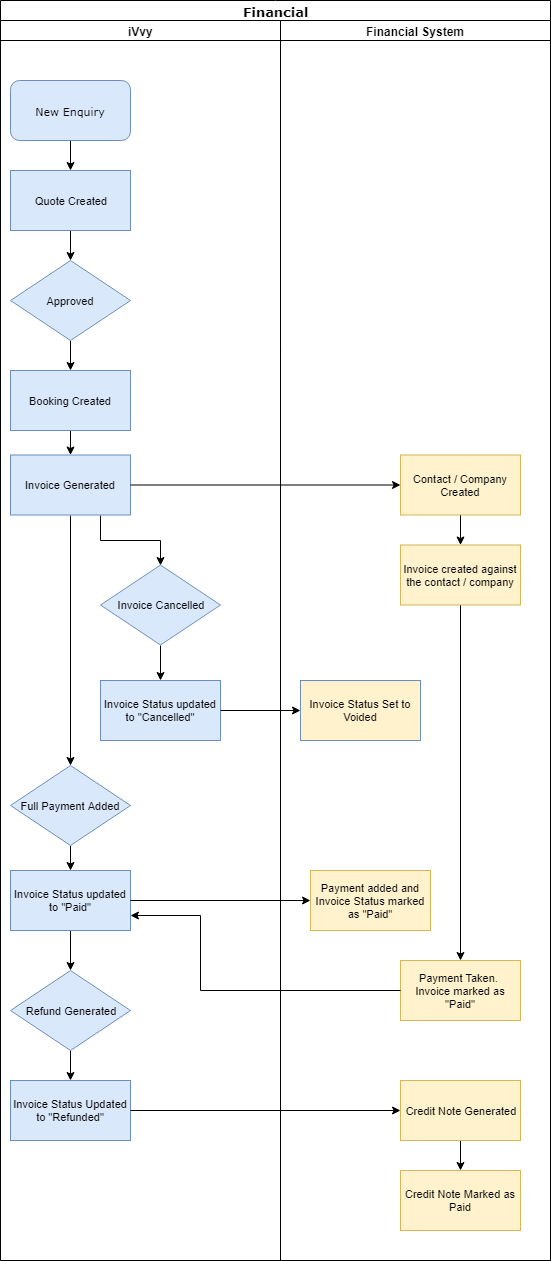 Financial
iVvy
Financial System
New Enquiry
Quote Created
Approved
Booking Created
Invoice Generated
Contact / Company
Created
Invoice created against
the contact / company
Invoice Cancelled
Invoice Status updated
to "Cancelled"
Invoice Status Set to
Voided
Full Payment Added
Invoice Status updated
to "Paid"
Payment added and
Invoice Status marked
as "Paid"
Payment Taken.
Invoice marked as
"Paid"
Refund Generated
Invoice Status Updated
to "Refunded"
Credit Note Generated
Credit Note Marked as
Paid